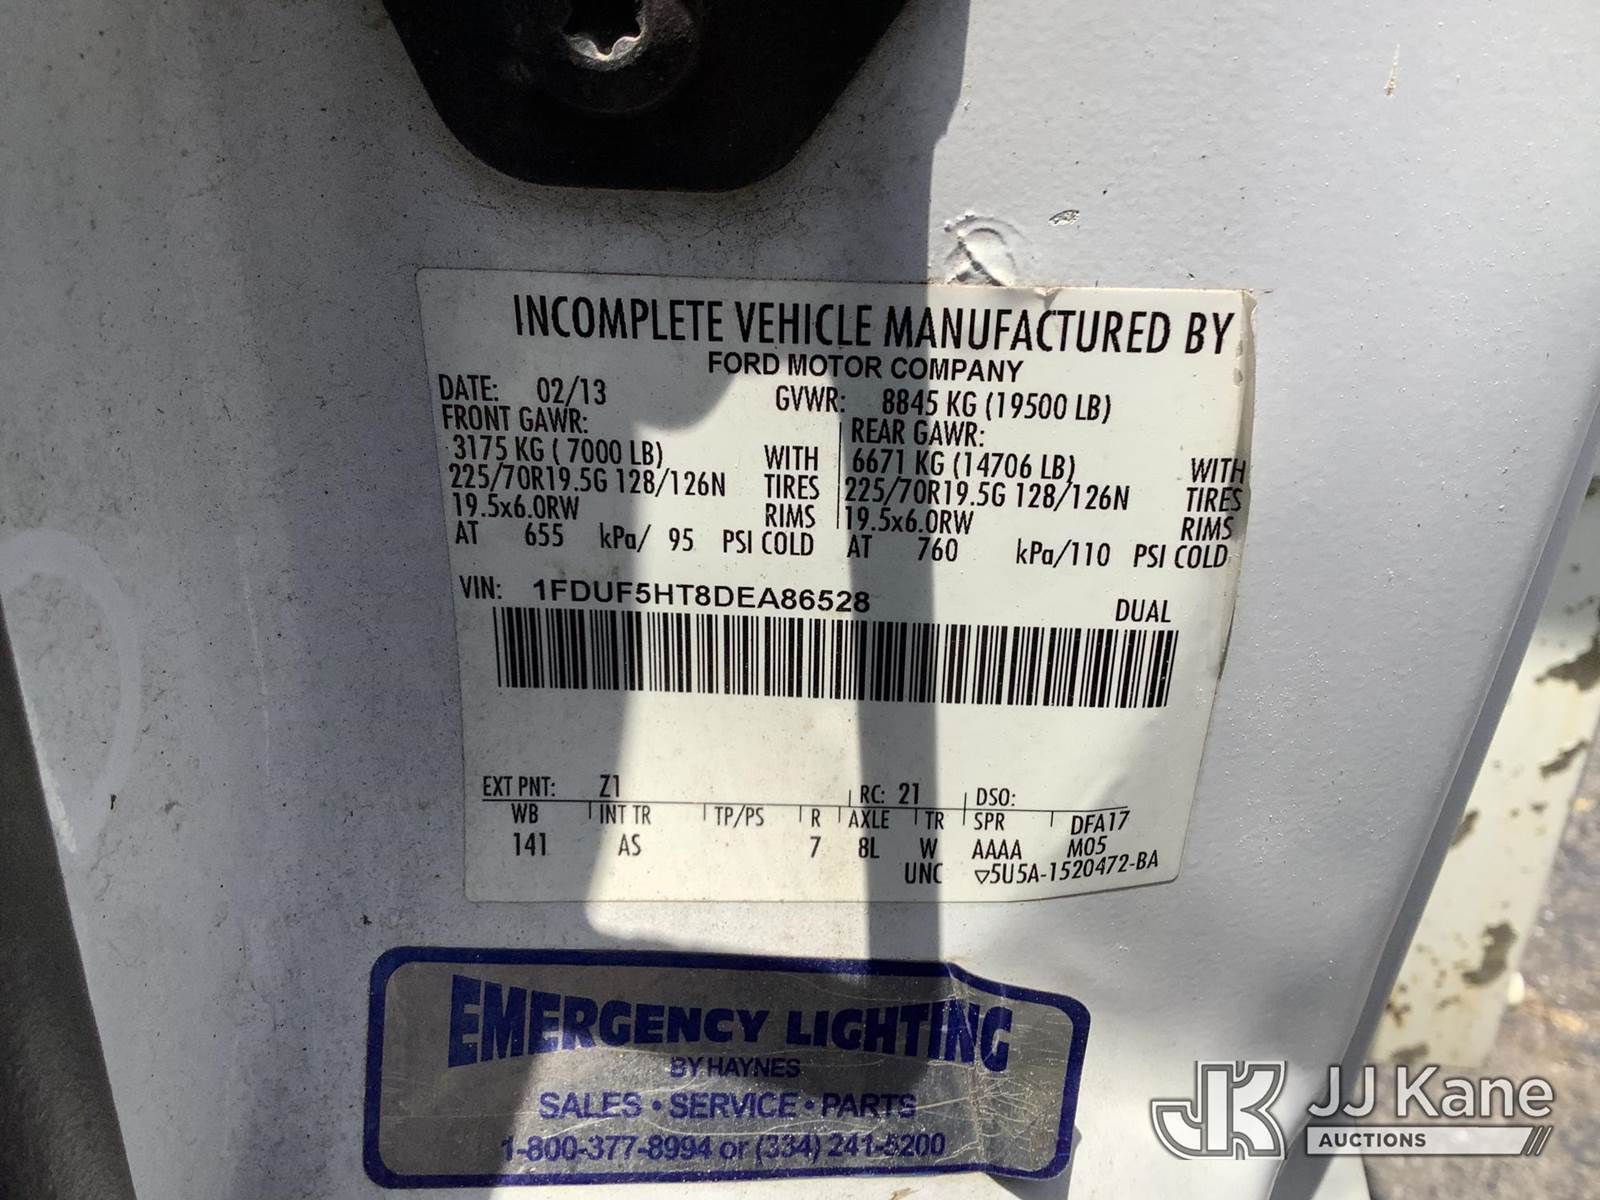 INCOMPLETE VEHICLE MANUFACTURED BY
FORD MOTOR COMPANY
DATE: 02/13 GVWR: 8845 KG (19500 LB)
FRONT GAWR: REAR GAWR:
3175 KG ( 7000 LB) WITH 6671 KG (14706 LB) WITH
225/70R19.5G 128/126N TIRES 225/70R19.5G 128/126N TIRES
19.5x6.0RW RIMS 19.5x6.0RW RIMS
AT 655 kPa/ 95 PSI COLD AT 760 kPa/110 PSI COLD
VIN: 1FDUF5HT8DEA86528 DUAL
EXT PNT: Z1 RC: 21 DSO:
WB INT TR TP/PS R AXLE TR SPR DFA17
141 AS 7 8L W AAAA M05
UNC ▽5U5A-1520472-BA
EMERGENCY LIGHTING
BY HAYNES
SALES • SERVICE • PARTS
1-800-377-8994 or (334) 241-5200
JK JJ Kane
AUCTIONS